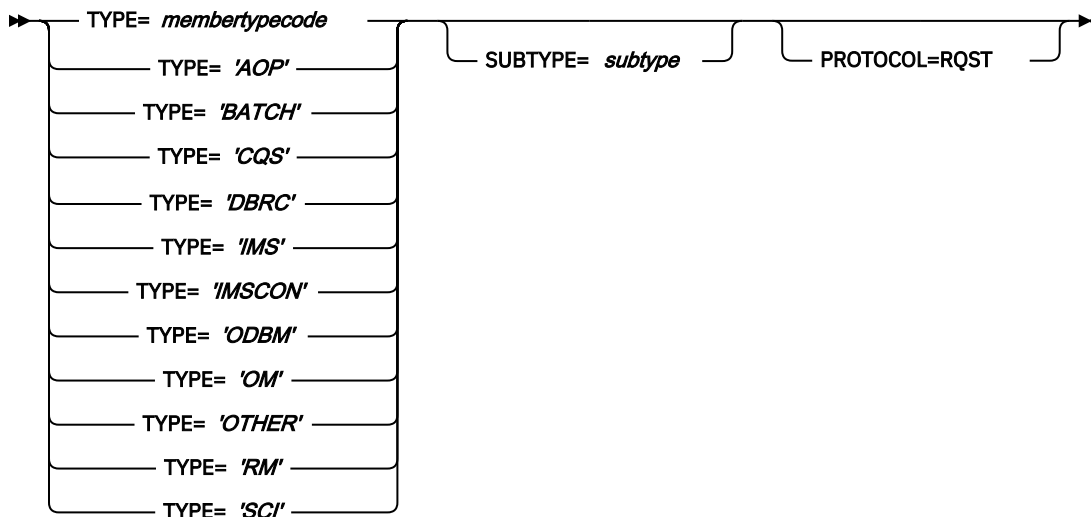 TYPE= membertypecode
TYPE= 'AOP'
SUBTYPE= subtype
PROTOCOL=RQST
TYPE= 'BATCH'
TYPE= 'CQS'
TYPE= 'DBRC'
TYPE= 'IMS'
TYPE= 'IMSCON'
TYPE= 'ODBM'
TYPE= 'OM'
TYPE= 'OTHER'
TYPE= 'RM'
TYPE= 'SCI'